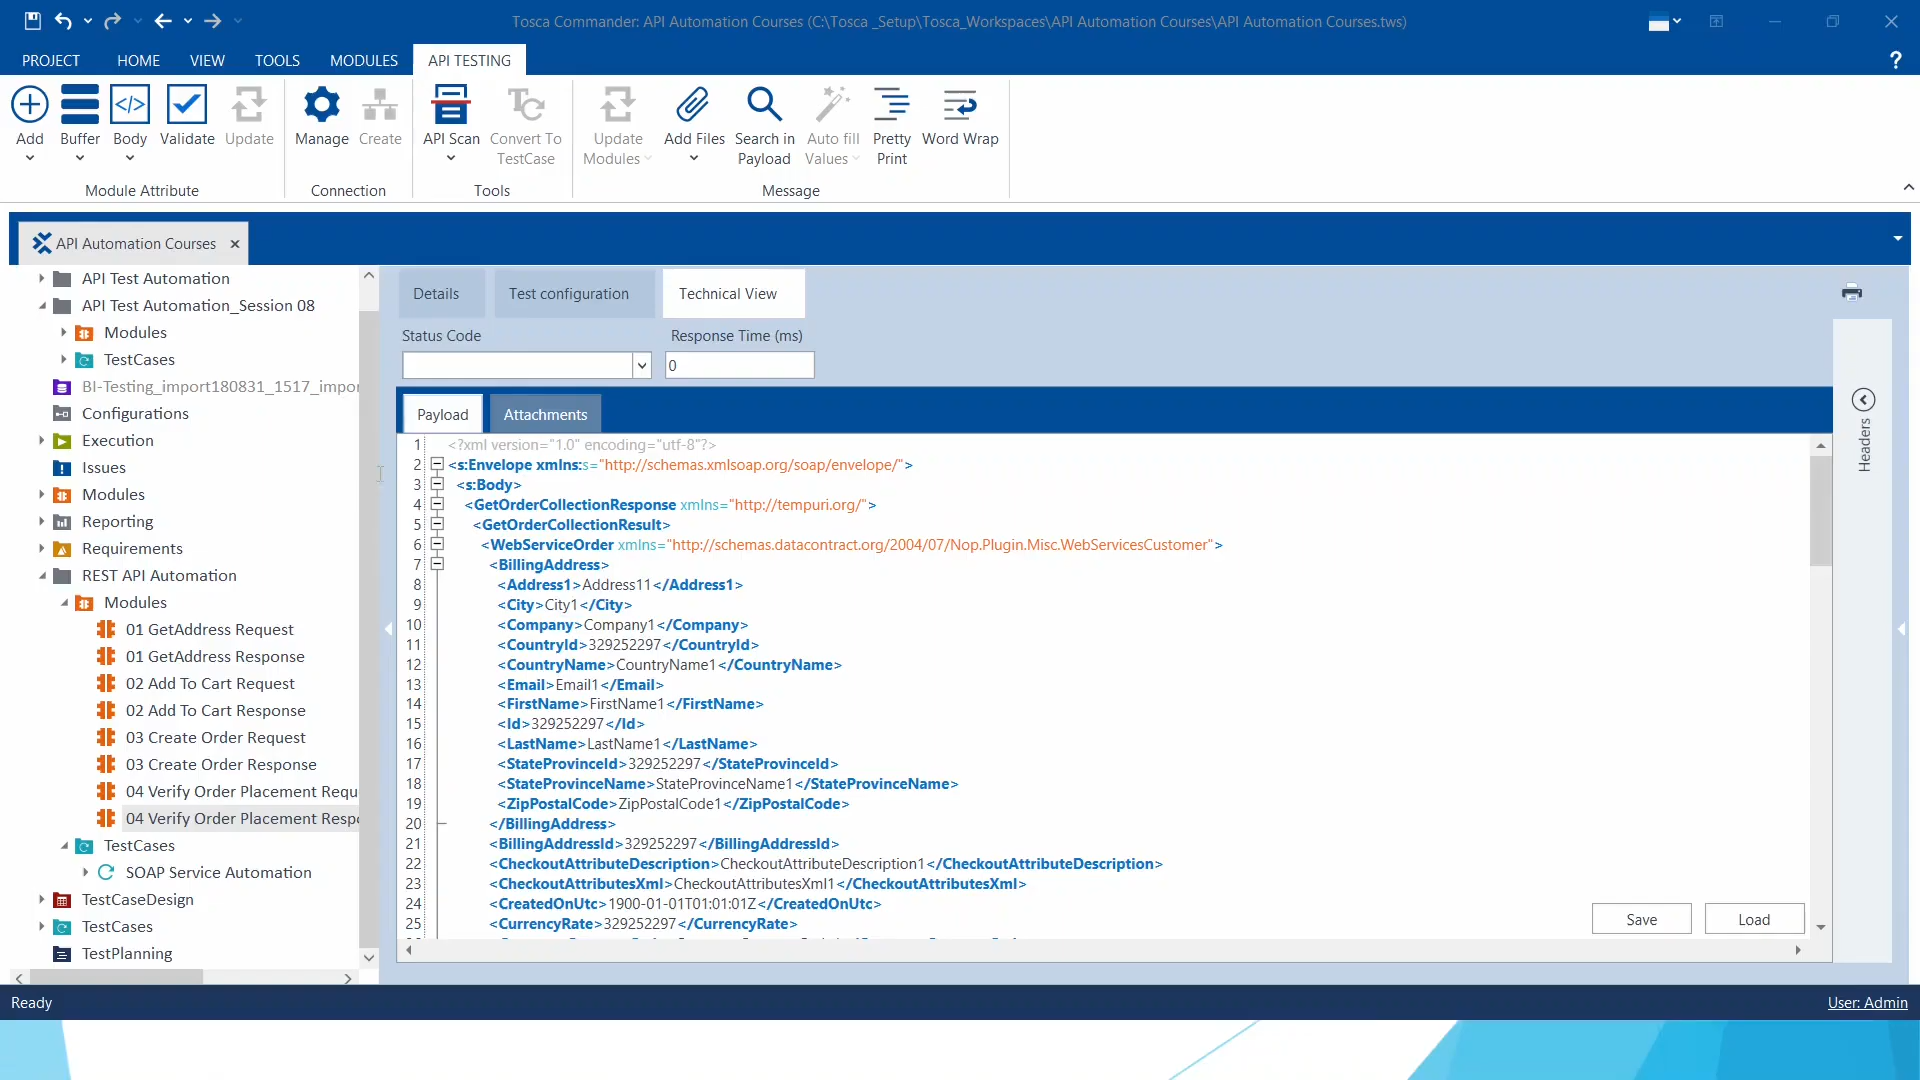 Tosca Commander: API Automation Courses (C:\Tosca _Setup\Tosca_Workspaces\API Automation Courses\API Automation Courses.tws)
PROJECT HOME VIEW TOOLS MODULES API TESTING ?
Add Buffer Body Validate Update Manage Create API Scan Convert To TestCase Update Modules Add Files Search in Payload Auto fill Values Pretty Print Word Wrap
Module Attribute Connection Tools Message
API Automation Courses
API Test Automation
API Test Automation_Session 08
Modules
TestCases
BI-Testing_import180831_1517_impor
Configurations
Execution
Issues
Modules
Reporting
Requirements
REST API Automation
Modules
01 GetAddress Request
01 GetAddress Response
02 Add To Cart Request
02 Add To Cart Response
03 Create Order Request
03 Create Order Response
04 Verify Order Placement Requ
04 Verify Order Placement Respo
TestCases
SOAP Service Automation
TestCaseDesign
TestCases
TestPlanning
Details Test configuration Technical View
Status Code Response Time (ms)
0
Payload Attachments
Headers
1 <?xml version="1.0" encoding="utf-8"?>
2 <s:Envelope xmlns:s="http://schemas.xmlsoap.org/soap/envelope/">
3 <s:Body>
4 <GetOrderCollectionResponse xmlns="http://tempuri.org/">
5 <GetOrderCollectionResult>
6 <WebServiceOrder xmlns="http://schemas.datacontract.org/2004/07/Nop.Plugin.Misc.WebServicesCustomer">
7 <BillingAddress>
8 <Address1>Address11</Address1>
9 <City>City1</City>
10 <Company>Company1</Company>
11 <CountryId>329252297</CountryId>
12 <CountryName>CountryName1</CountryName>
13 <Email>Email1</Email>
14 <FirstName>FirstName1</FirstName>
15 <Id>329252297</Id>
16 <LastName>LastName1</LastName>
17 <StateProvinceId>329252297</StateProvinceId>
18 <StateProvinceName>StateProvinceName1</StateProvinceName>
19 <ZipPostalCode>ZipPostalCode1</ZipPostalCode>
20 </BillingAddress>
21 <BillingAddressId>329252297</BillingAddressId>
22 <CheckoutAttributeDescription>CheckoutAttributeDescription1</CheckoutAttributeDescription>
23 <CheckoutAttributesXml>CheckoutAttributesXml1</CheckoutAttributesXml>
24 <CreatedOnUtc>1900-01-01T01:01:01Z</CreatedOnUtc>
25 <CurrencyRate>329252297</CurrencyRate>
Save Load
Ready User: Admin